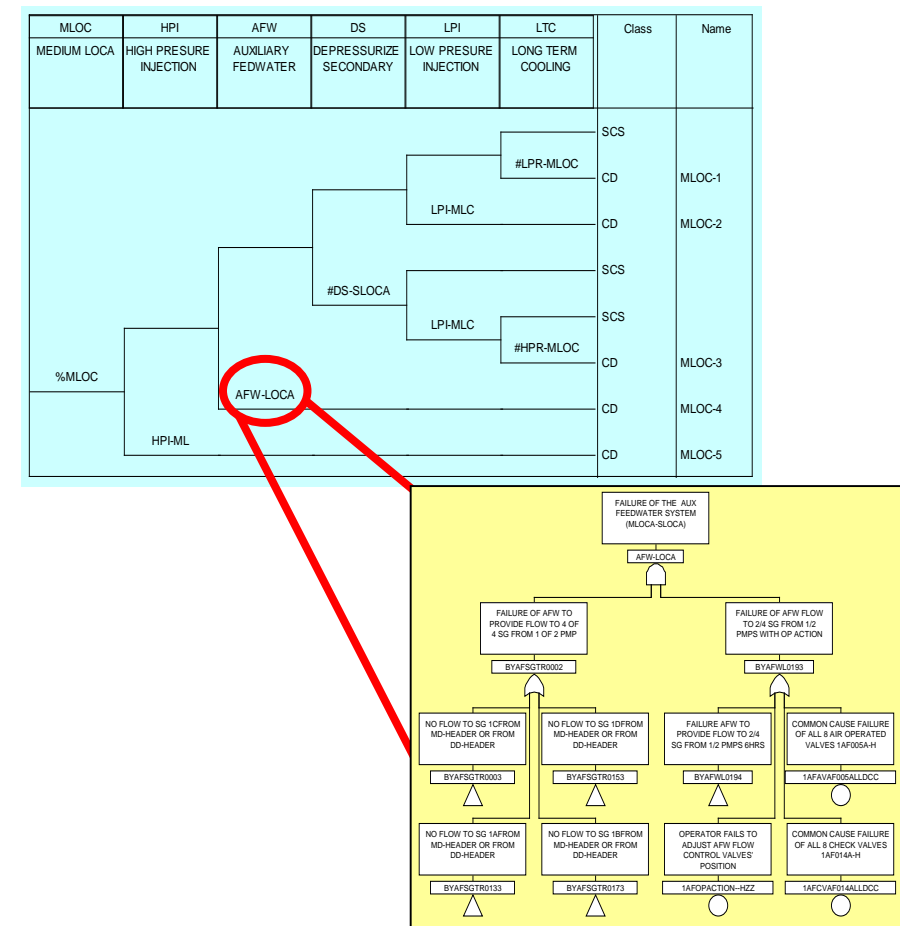 MLOC HPI AFW DS LPI LTC Class Name
MEDIUM LOCA HIGH PRESURE AUXILIARY DEPRESSURIZE LOW PRESURE LONG TERM
INJECTION FEDWATER SECONDARY INJECTION COOLING
SCS
#LPR-MLOC
CD MLOC-1
LPI-MLC
CD MLOC-2
SCS
#DS-SLOCA
SCS
LPI-MLC
#HPR-MLOC
CD MLOC-3
%MLOC
AFW-LOCA
CD MLOC-4
HPI-ML
CD MLOC-5
FAILURE OF THE AUX
FEEDWATER SYSTEM
(MLOCA-SLOCA)
AFW-LOCA
FAILURE OF AFW TO
PROVIDE FLOW TO 4 OF
4 SG FROM 1 OF 2 PMP
BYAFSGTR0002
FAILURE OF AFW FLOW
TO 2/4 SG FROM 1/2
PMPS WITH OP ACTION
BYAFWL0193
NO FLOW TO SG 1CFROM
MD-HEADER OR FROM
DD-HEADER
BYAFSGTR0003
NO FLOW TO SG 1DFROM
MD-HEADER OR FROM
DD-HEADER
BYAFSGTR0153
FAILURE AFW TO
PROVIDE FLOW TO 2/4
SG FROM 1/2 PMPS 6HRS
BYAFWL0194
COMMON CAUSE FAILURE
OF ALL 8 AIR OPERATED
VALVES 1AF005A-H
1AFAVAF005ALLDCC
NO FLOW TO SG 1AFROM
MD-HEADER OR FROM
DD-HEADER
BYAFSGTR0133
NO FLOW TO SG 1BFROM
MD-HEADER OR FROM
DD-HEADER
BYAFSGTR0173
OPERATOR FAILS TO
ADJUST AFW FLOW
CONTROL VALVES'
POSITION
1AFOPACTION--HZZ
COMMON CAUSE FAILURE
OF ALL 8 CHECK VALVES
1AF014A-H
1AFCVAF014ALLDCC